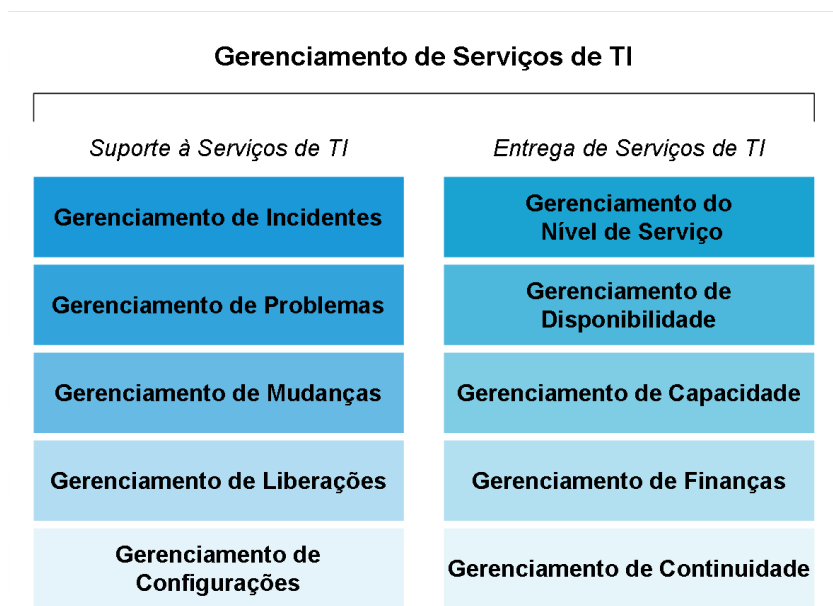 Gerenciamento de Serviços de TI
Suporte à Serviços de TI
Gerenciamento de Incidentes
Gerenciamento de Problemas
Gerenciamento de Mudanças
Gerenciamento de Liberações
Gerenciamento de
Configurações
Entrega de Serviços de TI
Gerenciamento do
Nível de Serviço
Gerenciamento de
Disponibilidade
Gerenciamento de Capacidade
Gerenciamento de Finanças
Gerenciamento de Continuidade